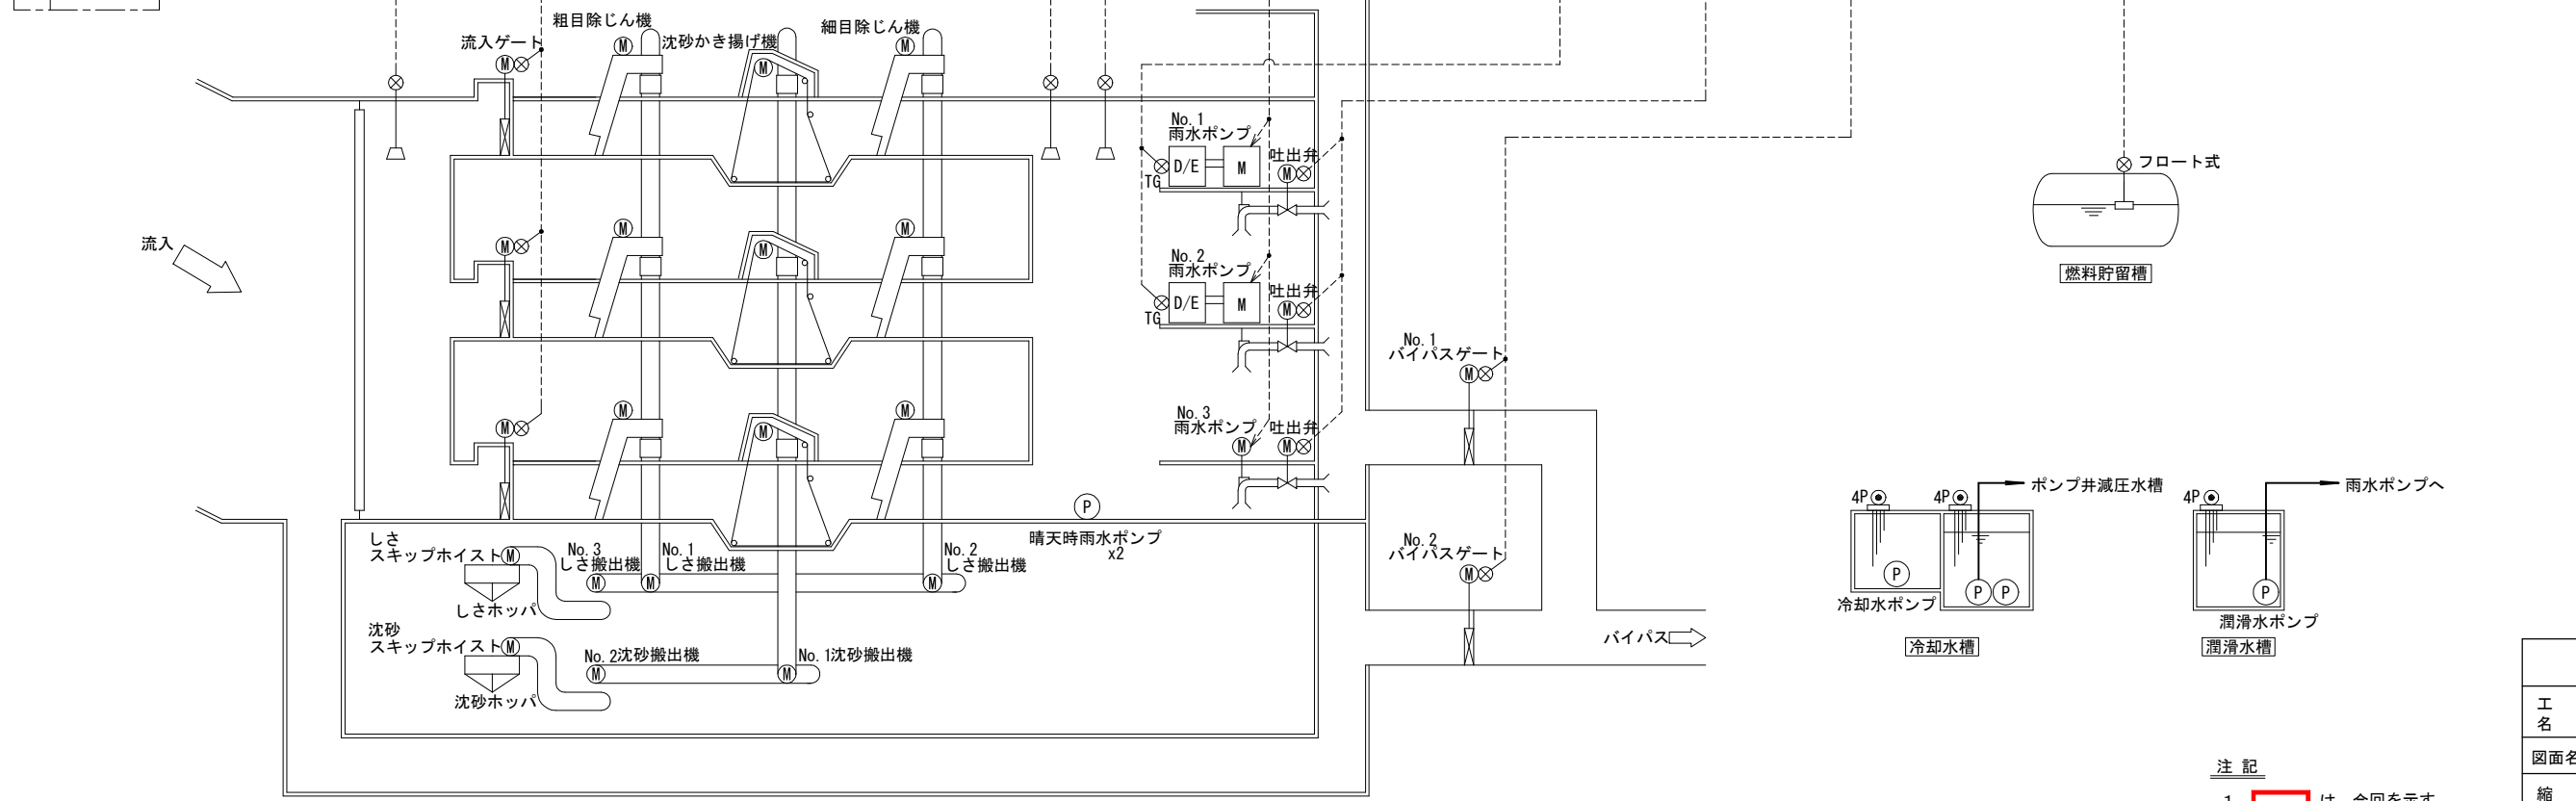 粗目除じん機
沈砂かき揚げ機
細目除じん機
流入ゲート
M
M
M
M
No. 1
雨水ポンプ
吐出弁
D/E
M
M
TG
フロート式
燃料貯留槽
流入
M
M
M
M
No. 2
雨水ポンプ
吐出弁
D/E
M
M
TG
No. 1
バイパスゲート
M
M
M
M
M
No. 3
雨水ポンプ
吐出弁
M
M
P
晴天時雨水ポンプ
x2
No. 2
バイパスゲート
M
バイパス
しさ
スキップホイスト
M
しさホッパ
No. 3
しさ搬出機
M
No. 1
しさ搬出機
M
No. 2
しさ搬出機
M
沈砂
スキップホイスト
M
沈砂ホッパ
No. 2沈砂搬出機
M
No. 1沈砂搬出機
M
4P
4P
ポンプ井減圧水槽
P
P
P
冷却水ポンプ
冷却水槽
4P
雨水ポンプへ
P
潤滑水ポンプ
潤滑水槽
注 記
は、今回を示す
工
名
図面名
縮